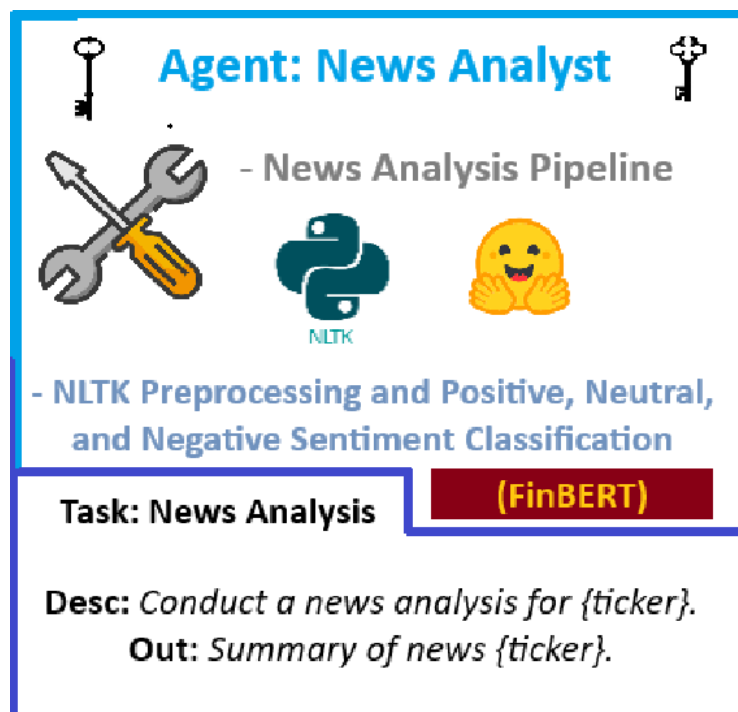 Agent: News Analyst
- News Analysis Pipeline
NLTK
- NLTK Preprocessing and Positive, Neutral,
and Negative Sentiment Classification
(FinBERT)
Task: News Analysis
Desc: Conduct a news analysis for {ticker}.
Out: Summary of news {ticker}.